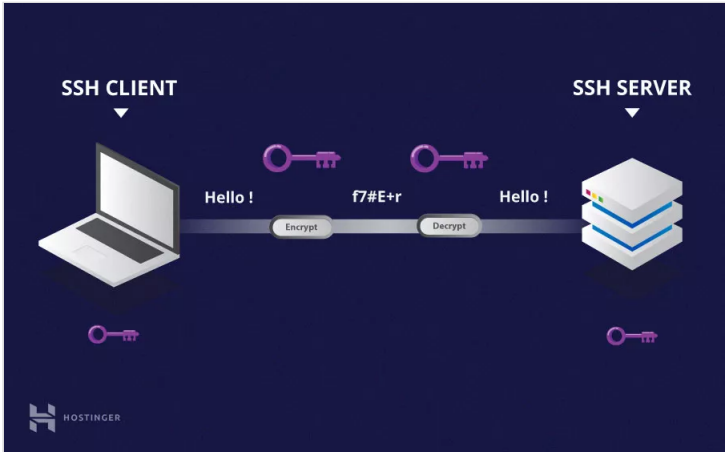 SSH CLIENT
SSH SERVER
Hello !
f7#E+r
Hello !
Encrypt
Decrypt
HOSTINGER